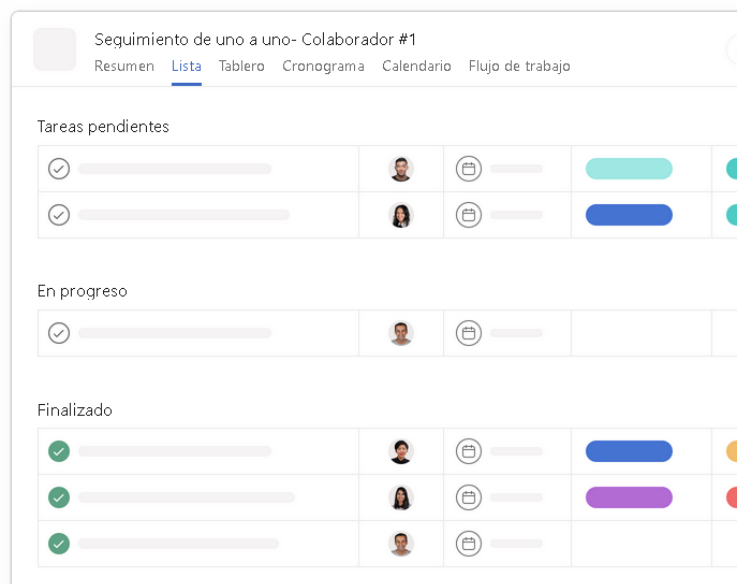 Seguimiento de uno a uno- Colaborador #1
Resumen Lista Tablero Cronograma Calendario Flujo de trabajo
Tareas pendientes
En progreso
Finalizado